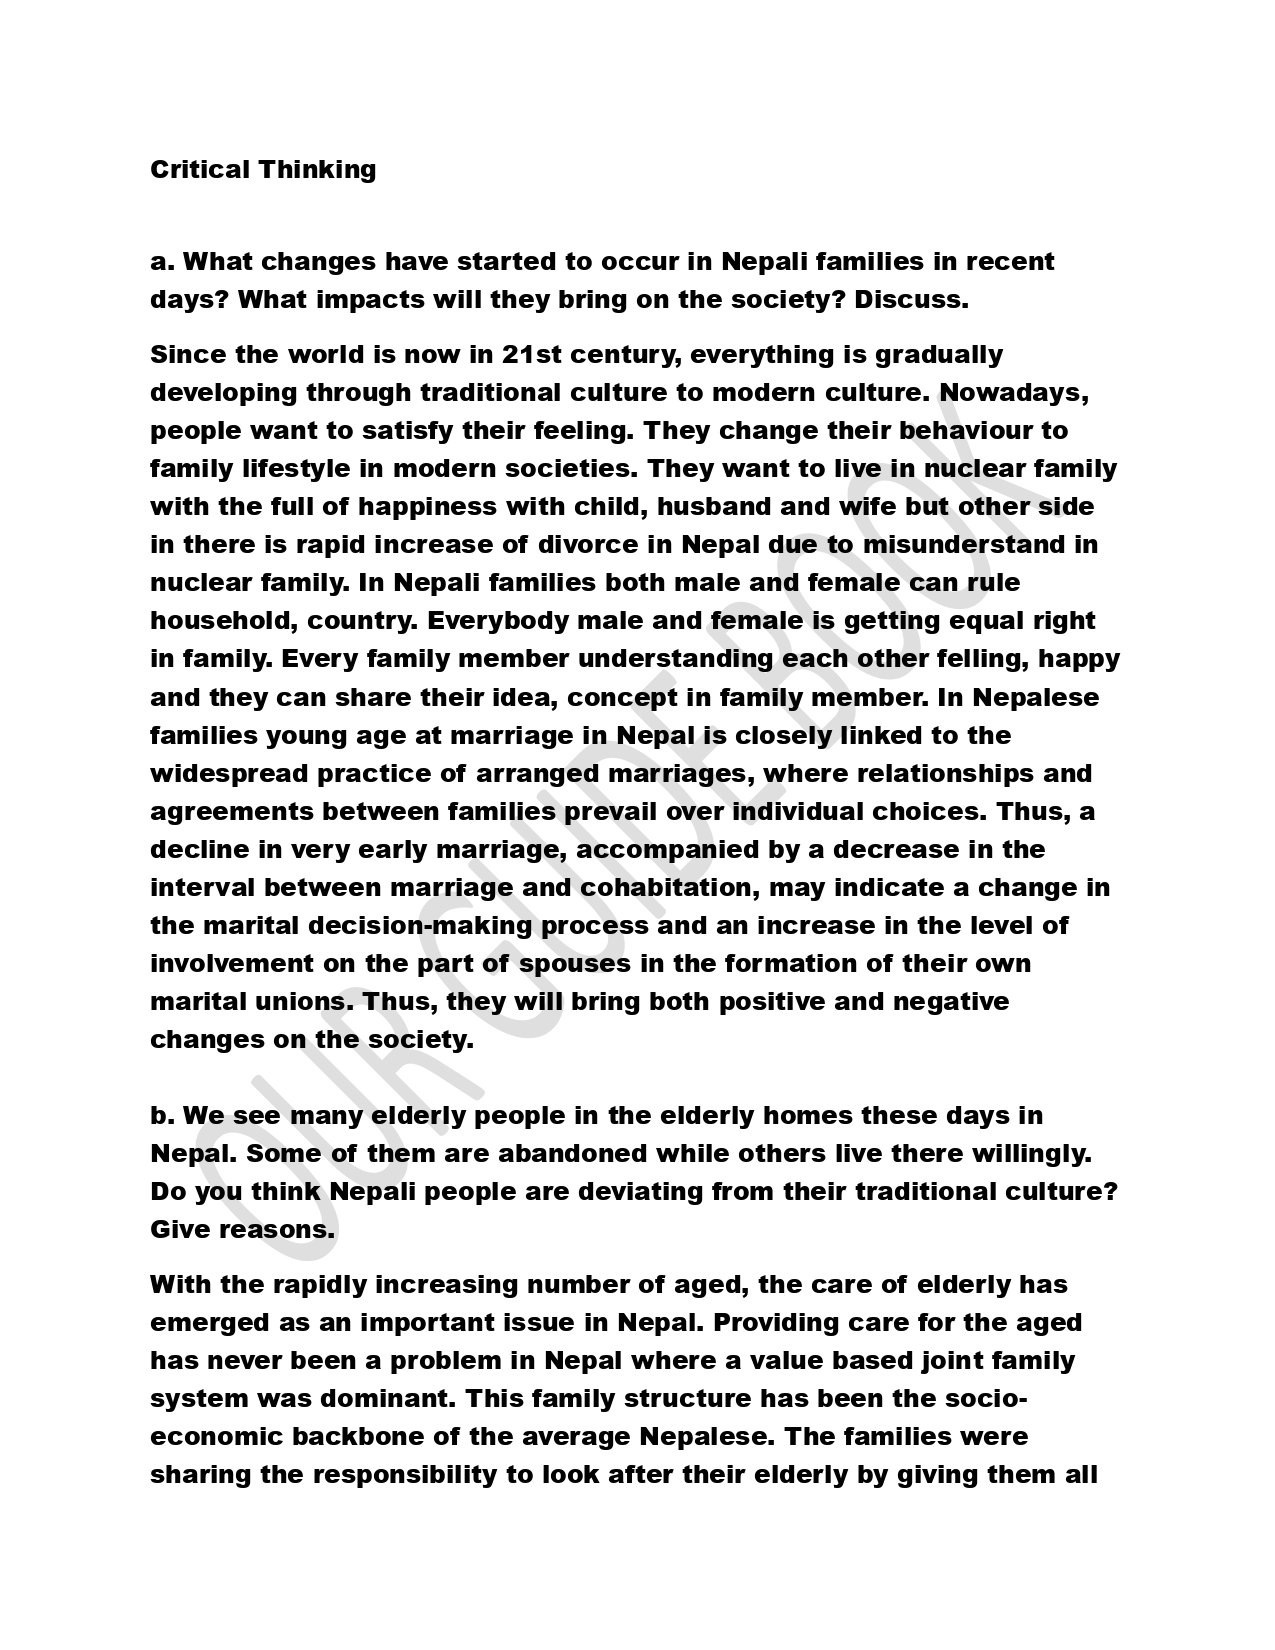 Critical Thinking
a. What changes have started to occur in Nepali families in recent
days? What impacts will they bring on the society? Discuss.
Since the world is now in 21st century, everything is gradually
developing through traditional culture to modern culture. Nowadays,
people want to satisfy their feeling. They change their behaviour to
family lifestyle in modern societies. They want to live in nuclear family
with the full of happiness with child, husband and wife but other side
in there is rapid increase of divorce in Nepal due to misunderstand in
nuclear family. In Nepali families both male and female can rule
household, country. Everybody male and female is getting equal right
in family. Every family member understanding each other felling, happy
and they can share their idea, concept in family member. In Nepalese
families young age at marriage in Nepal is closely linked to the
widespread practice of arranged marriages, where relationships and
agreements between families prevail over individual choices. Thus, a
decline in very early marriage, accompanied by a decrease in the
interval between marriage and cohabitation, may indicate a change in
the marital decision-making process and an increase in the level of
involvement on the part of spouses in the formation of their own
marital unions. Thus, they will bring both positive and negative
changes on the society.
b. We see many elderly people in the elderly homes these days in
Nepal. Some of them are abandoned while others live there willingly.
Do you think Nepali people are deviating from their traditional culture?
Give reasons.
With the rapidly increasing number of aged, the care of elderly has
emerged as an important issue in Nepal. Providing care for the aged
has never been a problem in Nepal where a value based joint family
system was dominant. This family structure has been the socio-
economic backbone of the average Nepalese. The families were
sharing the responsibility to look after their elderly by giving them all
OUR GUIDE BOOK